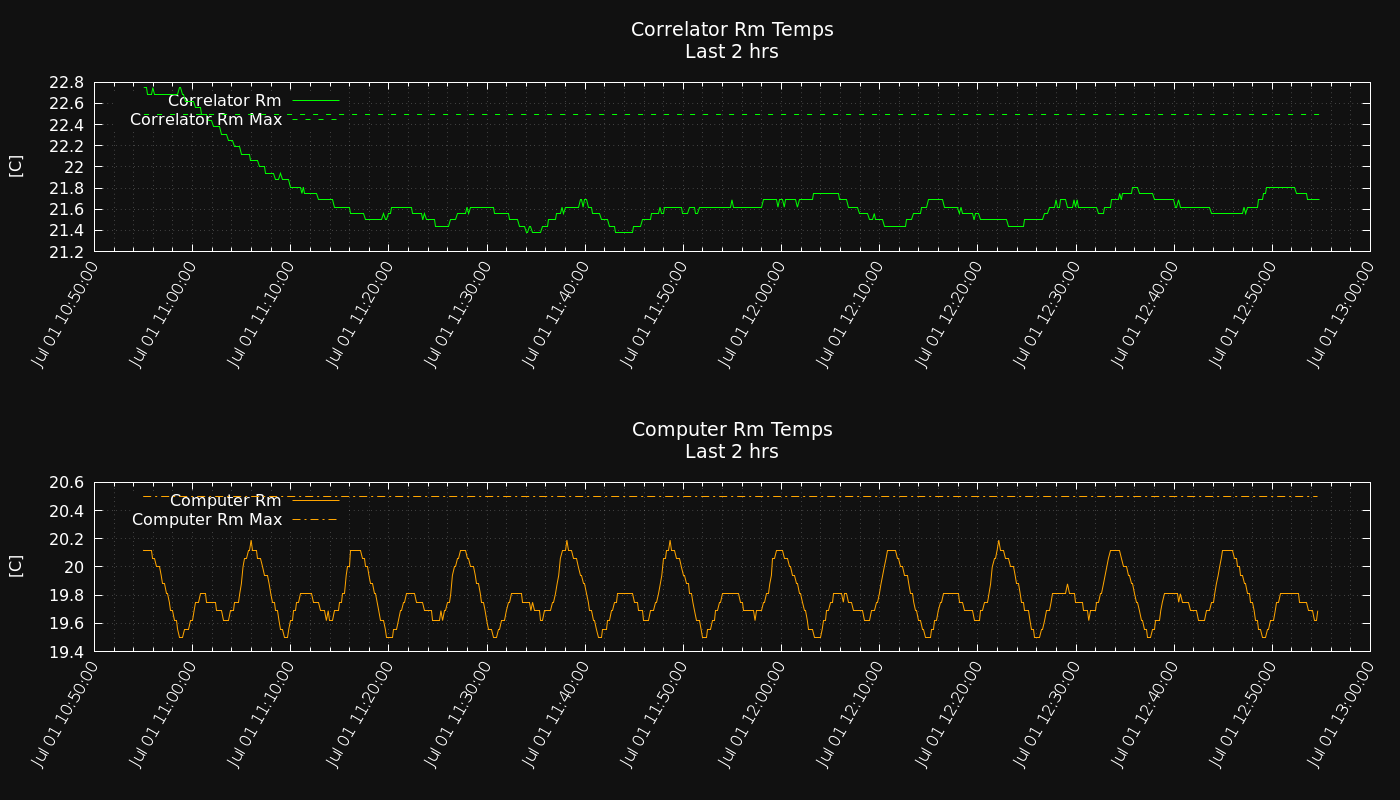 Correlator Rm Temps
Last 2 hrs
[C]
22.8
22.6
22.4
22.2
22
21.8
21.6
21.4
21.2
Correlator Rm
Correlator Rm Max
Jul 01 10:50:00
Jul 01 11:00:00
Jul 01 11:10:00
Jul 01 11:20:00
Jul 01 11:30:00
Jul 01 11:40:00
Jul 01 11:50:00
Jul 01 12:00:00
Jul 01 12:10:00
Jul 01 12:20:00
Jul 01 12:30:00
Jul 01 12:40:00
Jul 01 12:50:00
Jul 01 13:00:00
Computer Rm Temps
Last 2 hrs
[C]
20.6
20.4
20.2
20
19.8
19.6
19.4
Computer Rm
Computer Rm Max
Jul 01 10:50:00
Jul 01 11:00:00
Jul 01 11:10:00
Jul 01 11:20:00
Jul 01 11:30:00
Jul 01 11:40:00
Jul 01 11:50:00
Jul 01 12:00:00
Jul 01 12:10:00
Jul 01 12:20:00
Jul 01 12:30:00
Jul 01 12:40:00
Jul 01 12:50:00
Jul 01 13:00:00